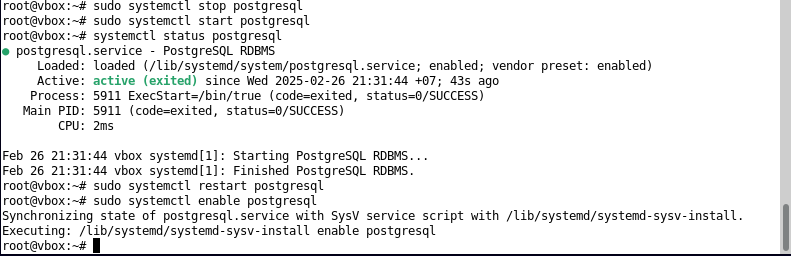 root@vbox:~# sudo systemctl stop postgresql
root@vbox:~# sudo systemctl start postgresql
root@vbox:~# systemctl status postgresql
● postgresql.service - PostgreSQL RDBMS
     Loaded: loaded (/lib/systemd/system/postgresql.service; enabled; vendor preset: enabled)
     Active: active (exited) since Wed 2025-02-26 21:31:44 +07; 43s ago
    Process: 5911 ExecStart=/bin/true (code=exited, status=0/SUCCESS)
   Main PID: 5911 (code=exited, status=0/SUCCESS)
        CPU: 2ms

Feb 26 21:31:44 vbox systemd[1]: Starting PostgreSQL RDBMS...
Feb 26 21:31:44 vbox systemd[1]: Finished PostgreSQL RDBMS.
root@vbox:~# sudo systemctl restart postgresql
root@vbox:~# sudo systemctl enable postgresql
Synchronizing state of postgresql.service with SysV service script with /lib/systemd/systemd-sysv-install.
Executing: /lib/systemd/systemd-sysv-install enable postgresql
root@vbox:~#